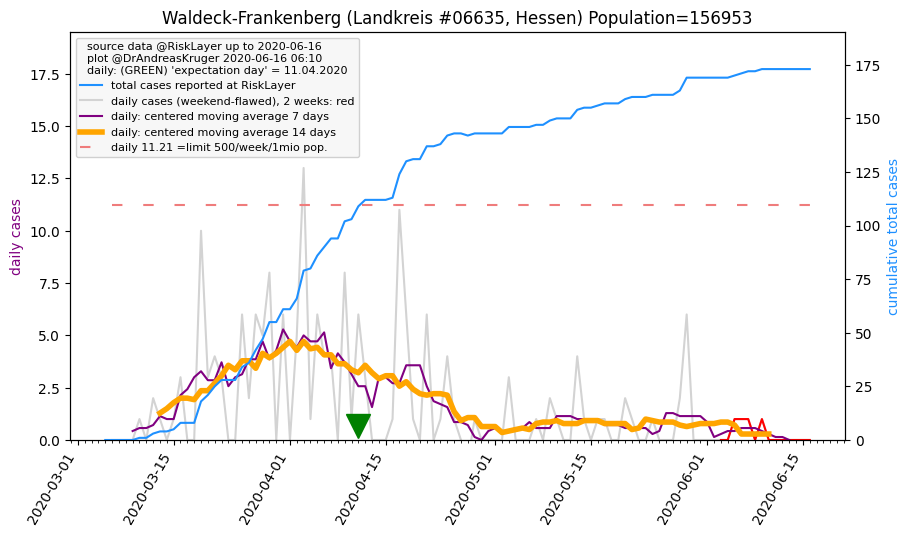 Waldeck-Frankenberg (Landkreis #06635, Hessen) Population=156953
source data @RiskLayer up to 2020-06-16
plot @DrAndreasKruger 2020-06-16 06:10
daily: (GREEN) 'expectation day' = 11.04.2020
total cases reported at RiskLayer
daily cases (weekend-flawed), 2 weeks: red
daily: centered moving average 7 days
daily: centered moving average 14 days
daily 11.21 =limit 500/week/1mio pop.
daily cases
17.5
15.0
12.5
10.0
7.5
5.0
2.5
0.0
cumulative total cases
175
150
125
100
75
50
25
0
2020-03-01
2020-03-15
2020-04-01
2020-04-15
2020-05-01
2020-05-15
2020-06-01
2020-06-15